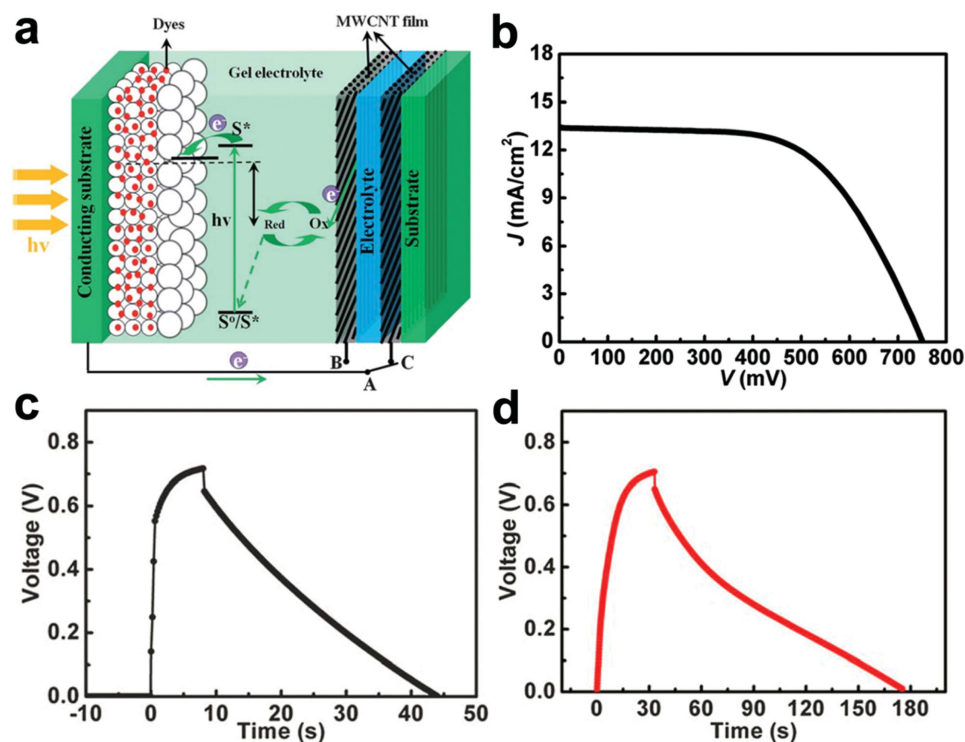 a
Dyes
MWCNT film
Gel electrolyte
Conducting substrate
hν
e⁻
S*
hν
Red
Ox
e⁻
Electrolyte
Substrate
S⁰/S*
B
C
A
e⁻
b
J (mA/cm²)
18
15
12
9
6
3
0
0 100 200 300 400 500 600 700 800
V (mV)
c
Voltage (V)
0.8
0.6
0.4
0.2
0.0
-10 0 10 20 30 40 50
Time (s)
d
Voltage (V)
0.8
0.6
0.4
0.2
0.0
0 30 60 90 120 150 180
Time (s)